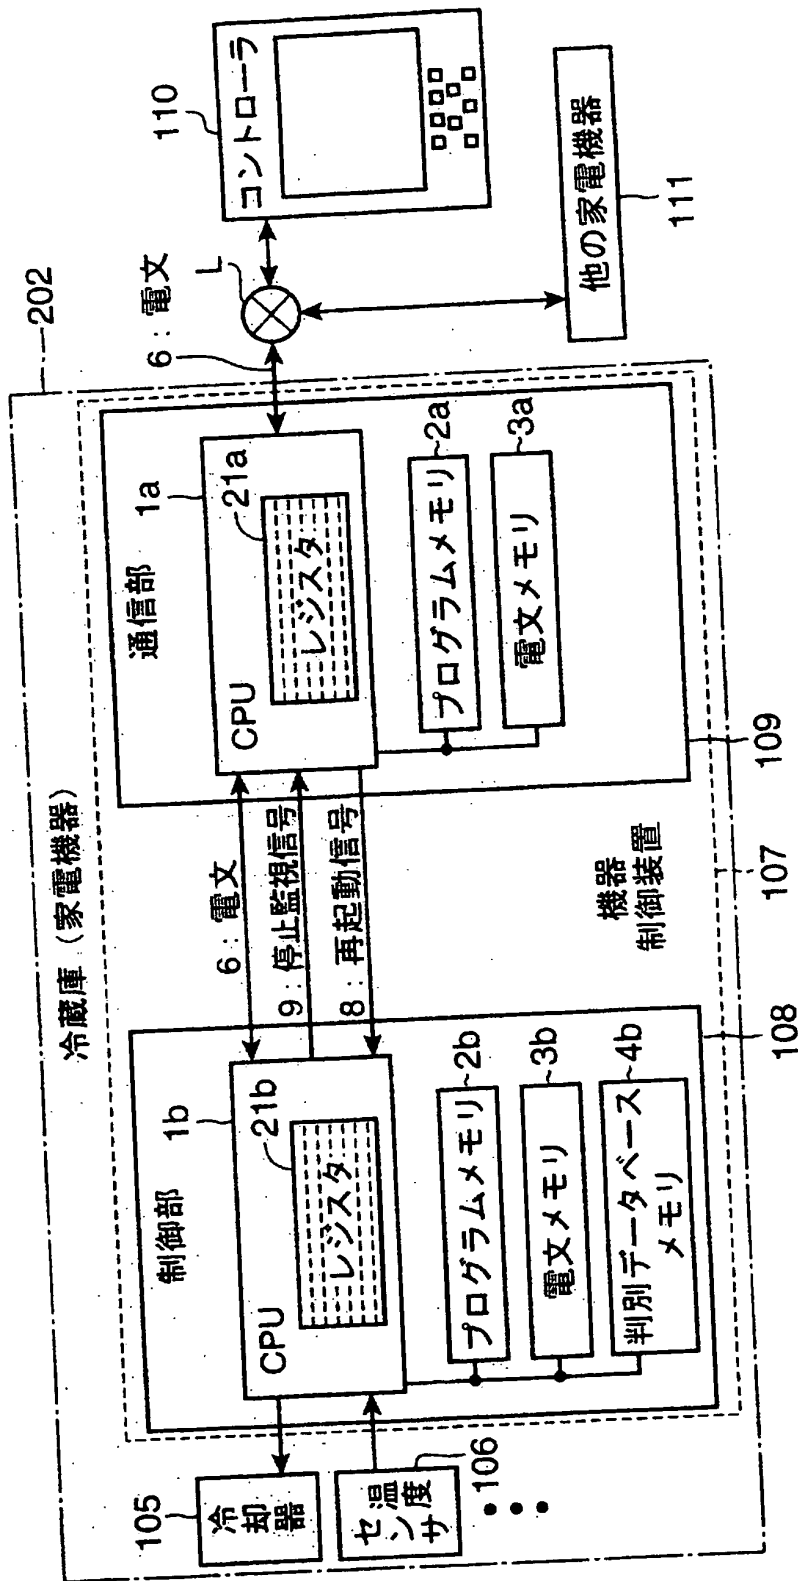 202
冷蔵庫（家電機器）
105
冷却器
温度センサ
106
制御部
1b
CPU
21b
レジスタ
プログラムメモリ
2b
電文メモリ
3b
判別データベース
メモリ
4b
108
6：電文
9：停止監視信号
8：再起動信号
機器
制御装置
107
通信部
1a
CPU
21a
レジスタ
プログラムメモリ
2a
電文メモリ
3a
109
6：電文
L
110
コントローラ
他の家電機器
111